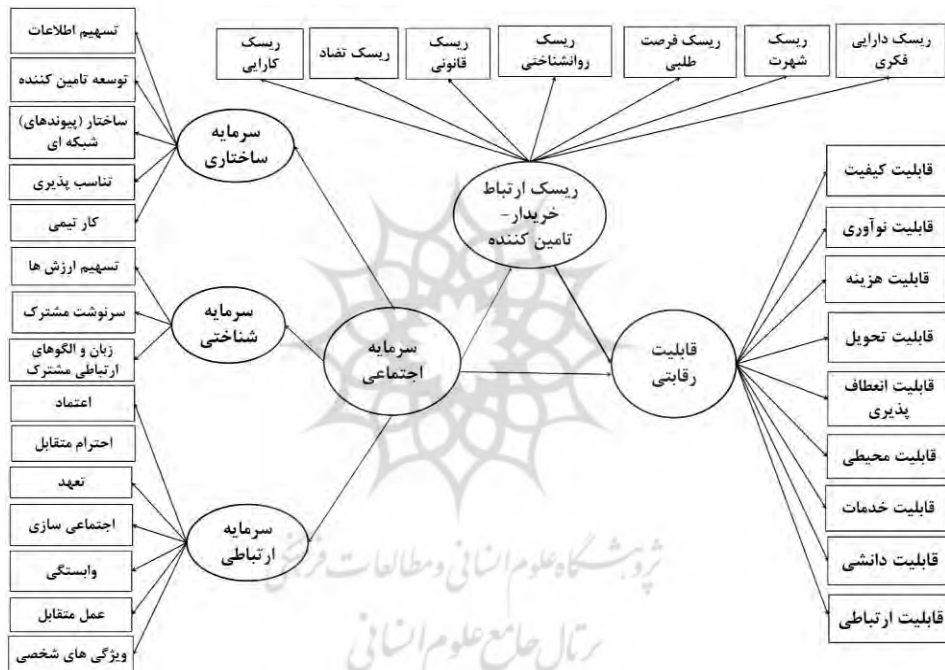 ریسک دارایی
فکری
ریسک
شهرت
ریسک فرصت
طلبی
ریسک
روانشناختی
ریسک
قانونی
ریسک تضاد
ریسک
کارایی
تسهیم اطلاعات
توسعه تامین کننده
ساختار (پیوندهای)
شبکه ای
تناسب پذیری
کار تیمی
سرمایه
ساختاری
تسهیم ارزش ها
سرنوشت مشترک
زبان و الگوهای
ارتباطی مشترک
سرمایه
شناختی
اعتماد
احترام متقابل
تعهد
اجتماعی سازی
وابستگی
عمل متقابل
ویژگی های شخصی
سرمایه
ارتباطی
سرمایه
اجتماعی
ریسک ارتباط
خریدار-
تامین کننده
قابلیت
رقابتی
قابلیت کیفیت
قابلیت نوآوری
قابلیت هزینه
قابلیت تحویل
قابلیت انعطاف
پذیری
قابلیت محیطی
قابلیت خدمات
قابلیت دانشی
قابلیت ارتباطی
پژوهشگاه علوم انسانی و مطالعات فرهنگی
پرتال جامع علوم انسانی